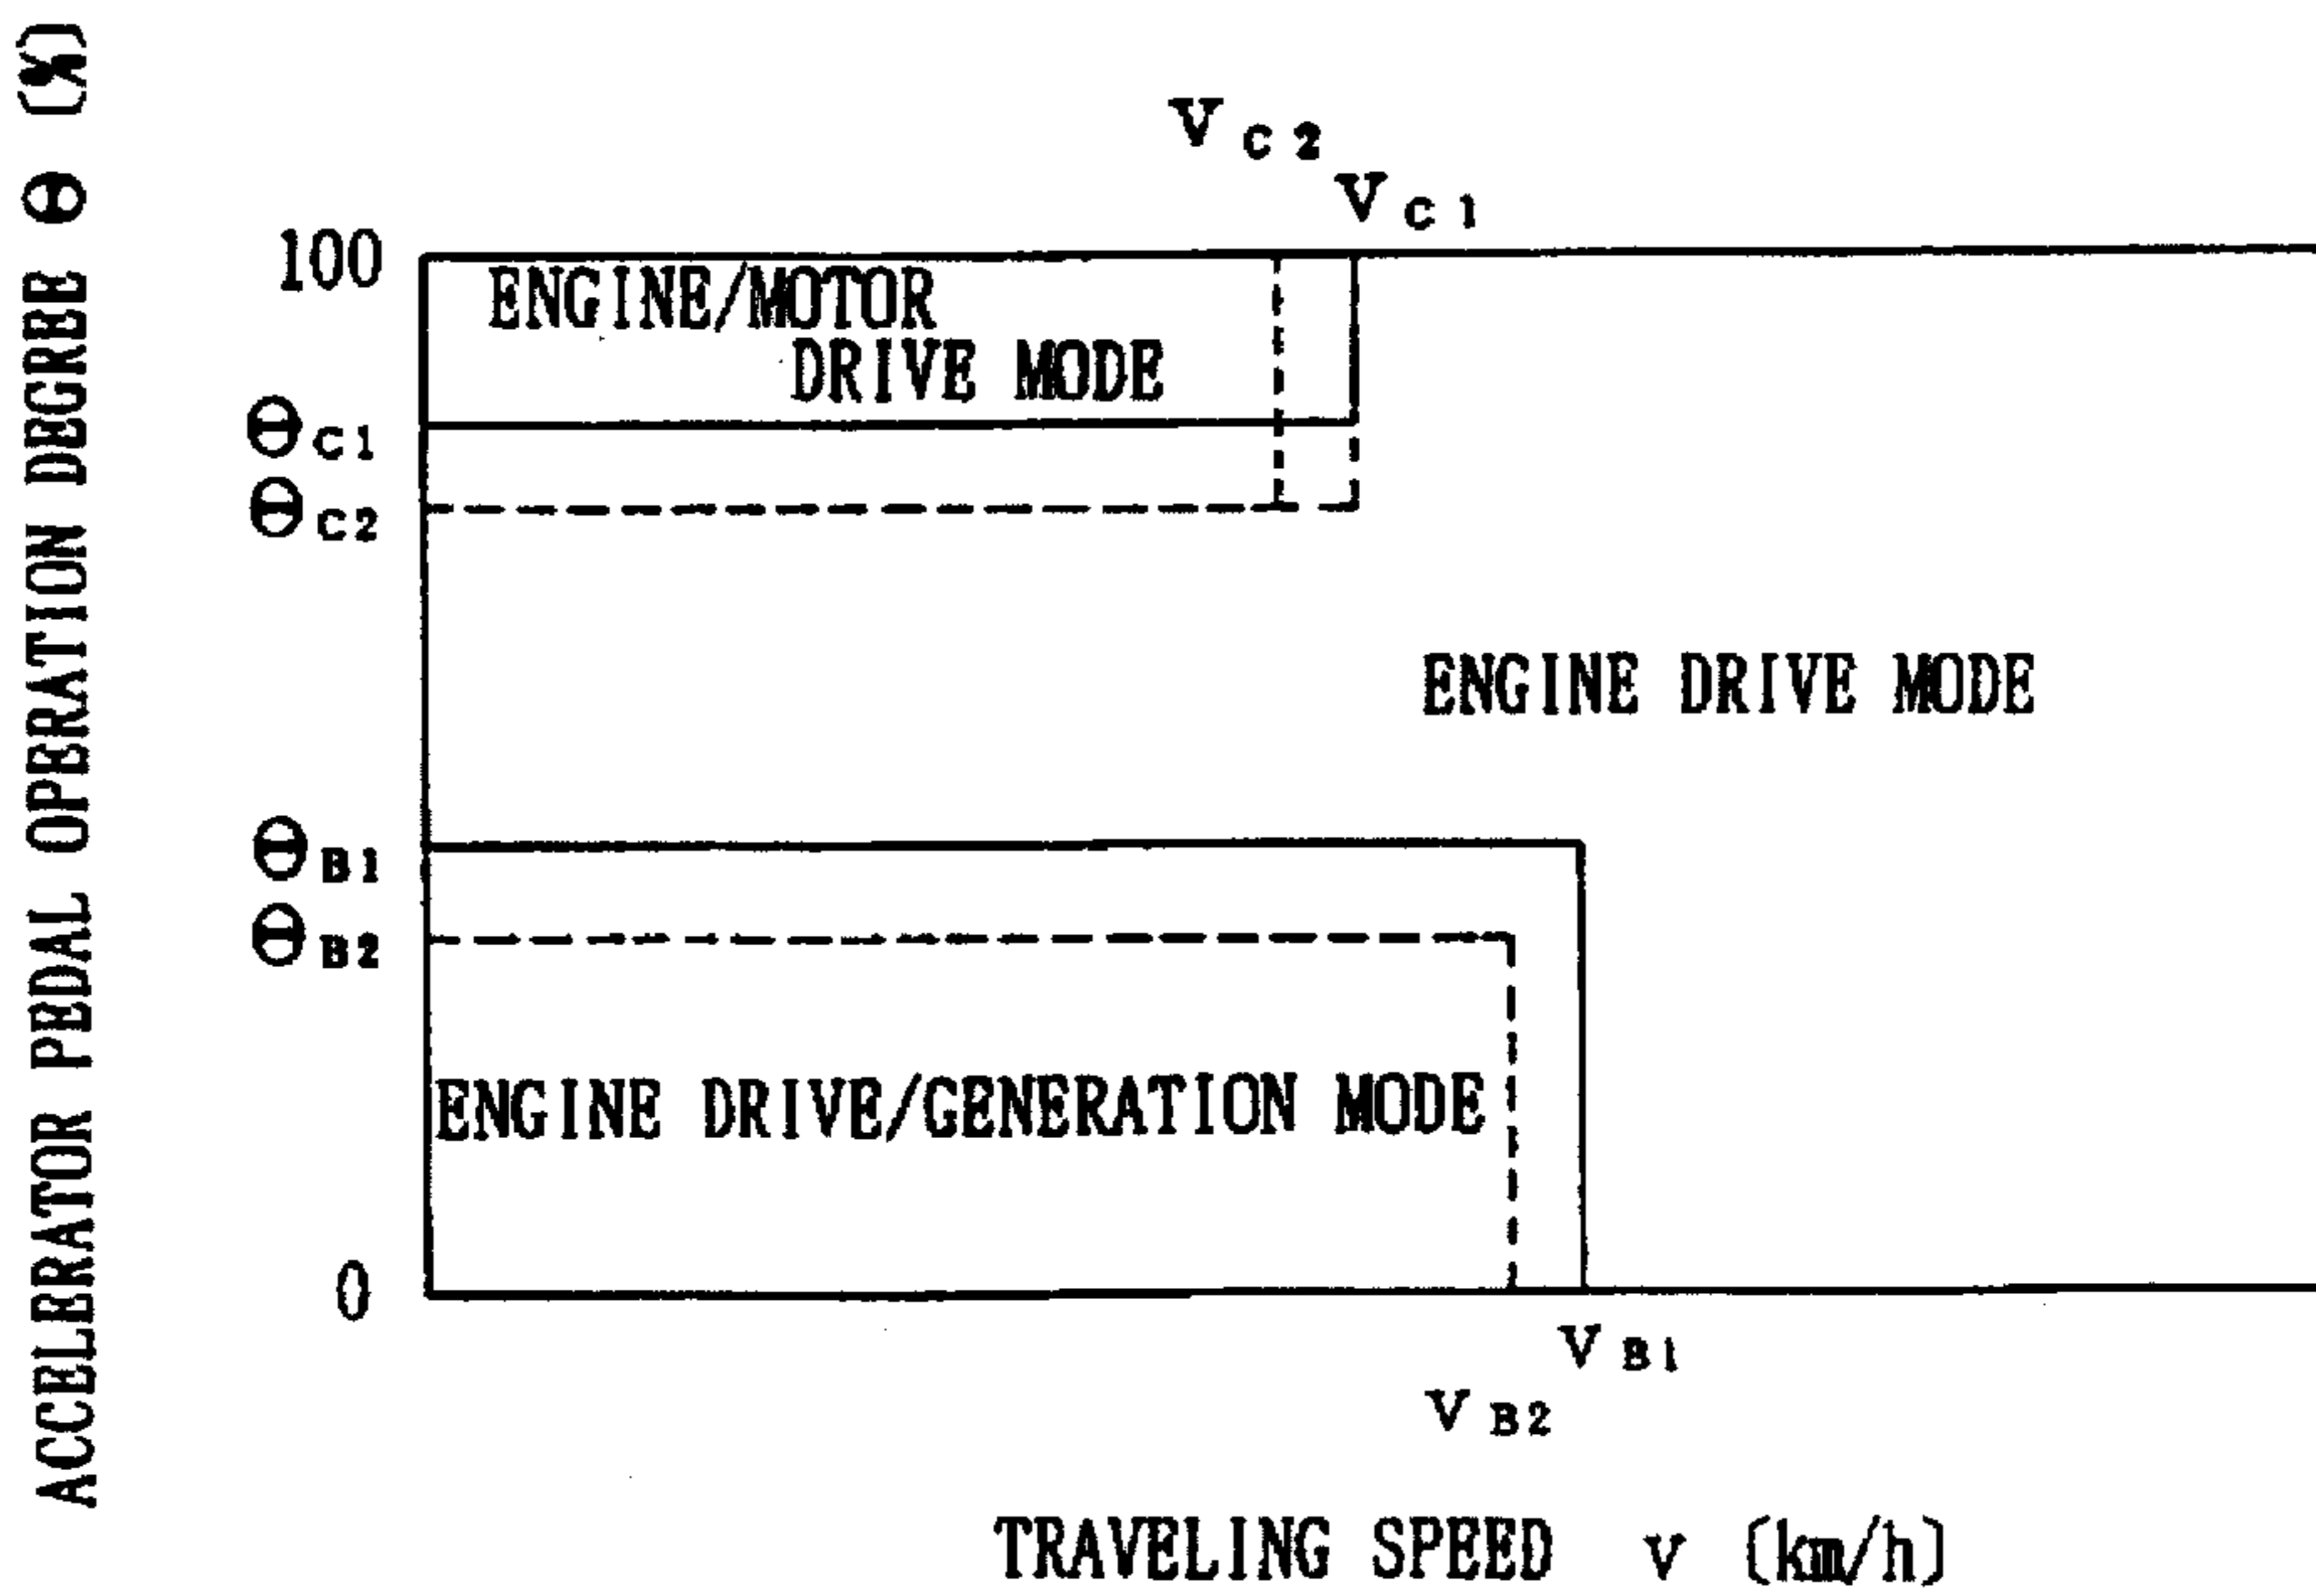 ACCELERATOR PEDAL OPERATION DEGREE Θ (%)
V C2
V C1
100
ENGINE/MOTOR
DRIVE MODE
Θ C1
Θ C2
ENGINE DRIVE MODE
Θ B1
Θ B2
ENGINE DRIVE/GENERATION MODE
0
V B1
V B2
TRAVELING SPEED v (km/h)